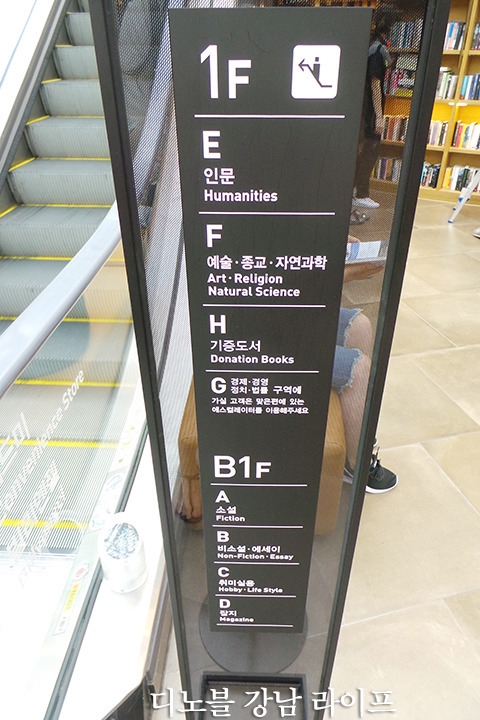 1F
E
인문
Humanities
F
예술·종교·자연과학
Art·Religion
Natural Science
H
기증도서
Donation Books
G 경제·경영
정치·법률 구역에
가실 고객은 맞은편에 있는
에스컬레이터를 이용해주세요
B1F
A
소설
Fiction
B
비소설·에세이
Non-Fiction·Essay
C
취미실용
Hobby·Life Style
D
잡지
Magazine
디노블 강남 라이프